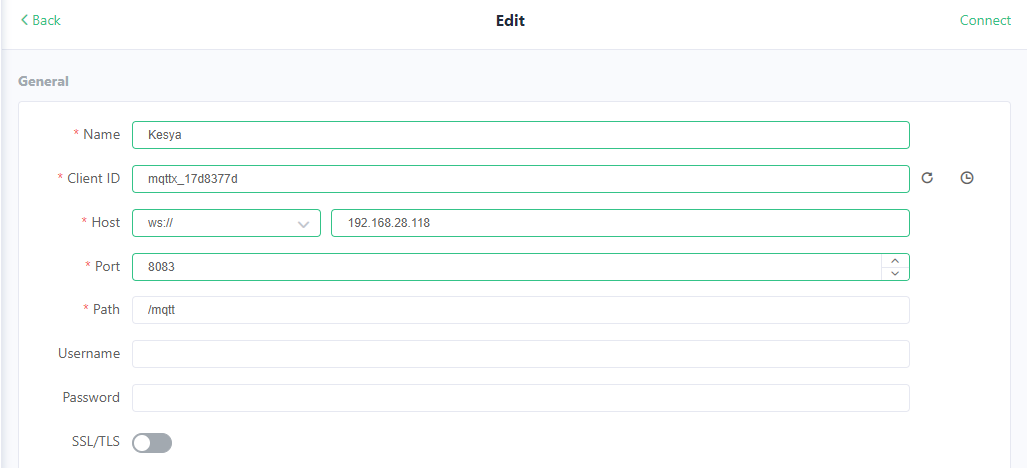 Back Edit Connect
General
* Name Kesya
* Client ID mqttx_17d8377d
* Host ws:// 192.168.28.118
* Port 8083
* Path /mqtt
Username
Password
SSL/TLS